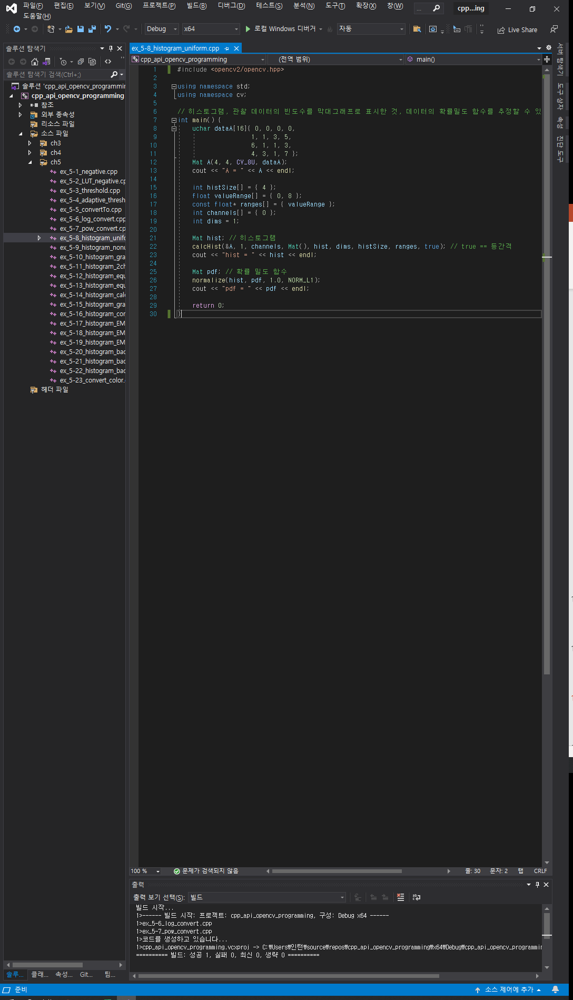 파일(F) 편집(E) 보기(V) Git(G) 프로젝트(P) 빌드(B) 디버그(D) 테스트(S) 분석(N) 도구(T) 확장(X) 창(W) ... cpp...ing
도움말(H)
Debug x64 로컬 Windows 디버거 자동 Live Share
솔루션 탐색기
솔루션 탐색기 검색(Ctrl+;)
솔루션 'cpp_api_opencv_programmin
cpp_api_opencv_programming
참조
외부 종속성
리소스 파일
소스 파일
ch3
ch4
ch5
ex_5-1_negative.cpp
ex_5-2_LUT_negative.cp
ex_5-3_threshold.cpp
ex_5-4_adaptive_thresh
ex_5-5_convertTo.cpp
ex_5-6_log_convert.cpp
ex_5-7_pow_convert.cp
ex_5-8_histogram_unifo
ex_5-9_histogram_nonu
ex_5-10_histogram_gra
ex_5-11_histogram_2ch
ex_5-12_histogram_equ
ex_5-13_histogram_equ
ex_5-14_histogram_calc
ex_5-15_histogram_gra
ex_5-16_histogram_cor
ex_5-17_histogram_EM
ex_5-18_histogram_EM
ex_5-19_histogram_EM
ex_5-20_histogram_bac
ex_5-21_histogram_bac
ex_5-22_histogram_bac
ex_5-23_convert_color.
헤더 파일
솔루... 클래... 속성... Git... 팀...
ex_5-8_histogram_uniform.cpp
cpp_api_opencv_programming (전역 범위) main()
1 #include <opencv2/opencv.hpp>
2
3 using namespace std;
4 using namespace cv;
5
6 // 히스토그램, 관찰 데이터의 빈도수를 막대그래프로 표시한 것, 데이터의 확률밀도 함수를 추정할 수 있
7 int main() {
8 uchar dataA[16]{ 0, 0, 0, 0,
9 1, 1, 3, 5,
10 6, 1, 1, 3,
11 4, 3, 1, 7 };
12 Mat A(4, 4, CV_8U, dataA);
13 cout << "A = " << A << endl;
14
15 int histSize[] = { 4 };
16 float valueRange[] = { 0, 8 };
17 const float* ranges[] = { valueRange };
18 int channels[] = { 0 };
19 int dims = 1;
20
21 Mat hist; // 히스토그램
22 calcHist(&A, 1, channels, Mat(), hist, dims, histSize, ranges, true); // true == 등간격
23 cout << "hist = " << hist << endl;
24
25 Mat pdf; // 확률 밀도 함수
26 normalize(hist, pdf, 1.0, NORM_L1);
27 cout << "pdf = " << pdf << endl;
28
29 return 0;
30 }
100 % 문제가 검색되지 않음 줄: 30 문자: 2 탭 CRLF
출력
출력 보기 선택(S): 빌드
빌드 시작...
1>------ 빌드 시작: 프로젝트: cpp_api_opencv_programming, 구성: Debug x64 ------
1>ex_5-6_log_convert.cpp
1>ex_5-7_pow_convert.cpp
1>코드를 생성하고 있습니다...
1>cpp_api_opencv_programming.vcxproj -> C:₩Users₩인턴₩source₩repos₩cpp_api_opencv_programming₩x64₩Debug₩cpp_api_opencv_programmin
========== 빌드: 성공 1, 실패 0, 최신 0, 생략 0 ==========
서버 탐색기
도구 상자
속성
진단 도구
준비 소스 제어에 추가